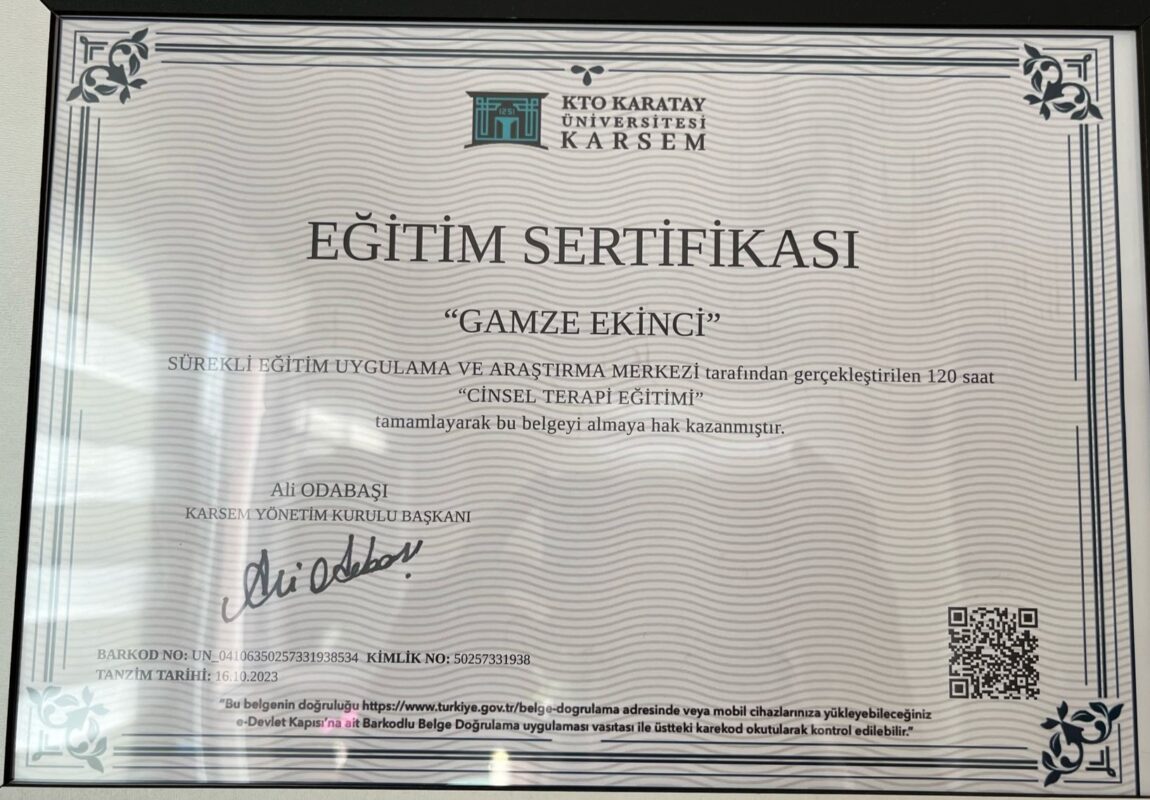 1251
KTO KARATAY
ÜNİVERSİTESİ
KARSEM
EĞİTİM SERTİFİKASI
“GAMZE EKİNCİ”
SÜREKLİ EĞİTİM UYGULAMA VE ARAŞTIRMA MERKEZİ tarafından gerçekleştirilen 120 saat
“CİNSEL TERAPİ EĞİTİMİ”
tamamlayarak bu belgeyi almaya hak kazanmıştır.
Ali ODABAŞI
KARSEM YÖNETİM KURULU BAŞKANI
Ali Odabaşı
BARKOD NO: UN_04106350257331938534 KİMLİK NO: 50257331938
TANZİM TARİHİ: 16.10.2023
“Bu belgenin doğruluğu https://www.turkiye.gov.tr/belge-dogrulama adresinde veya mobil cihazlarınıza yükleyebileceğiniz
e-Devlet Kapısı’na ait Barkodlu Belge Doğrulama uygulaması vasıtası ile üstteki karekod okutularak kontrol edilebilir.”